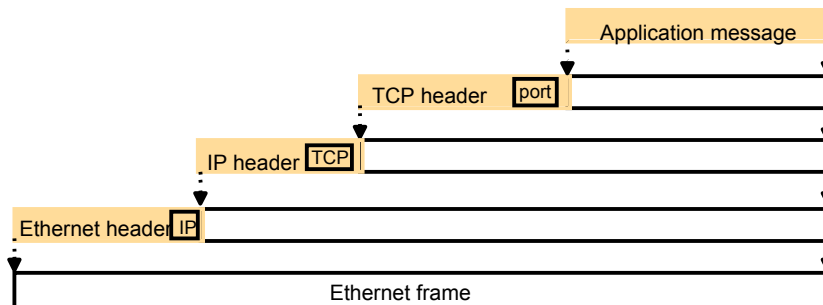 Application message
TCP header port
IP header TCP
Ethernet header IP
Ethernet frame